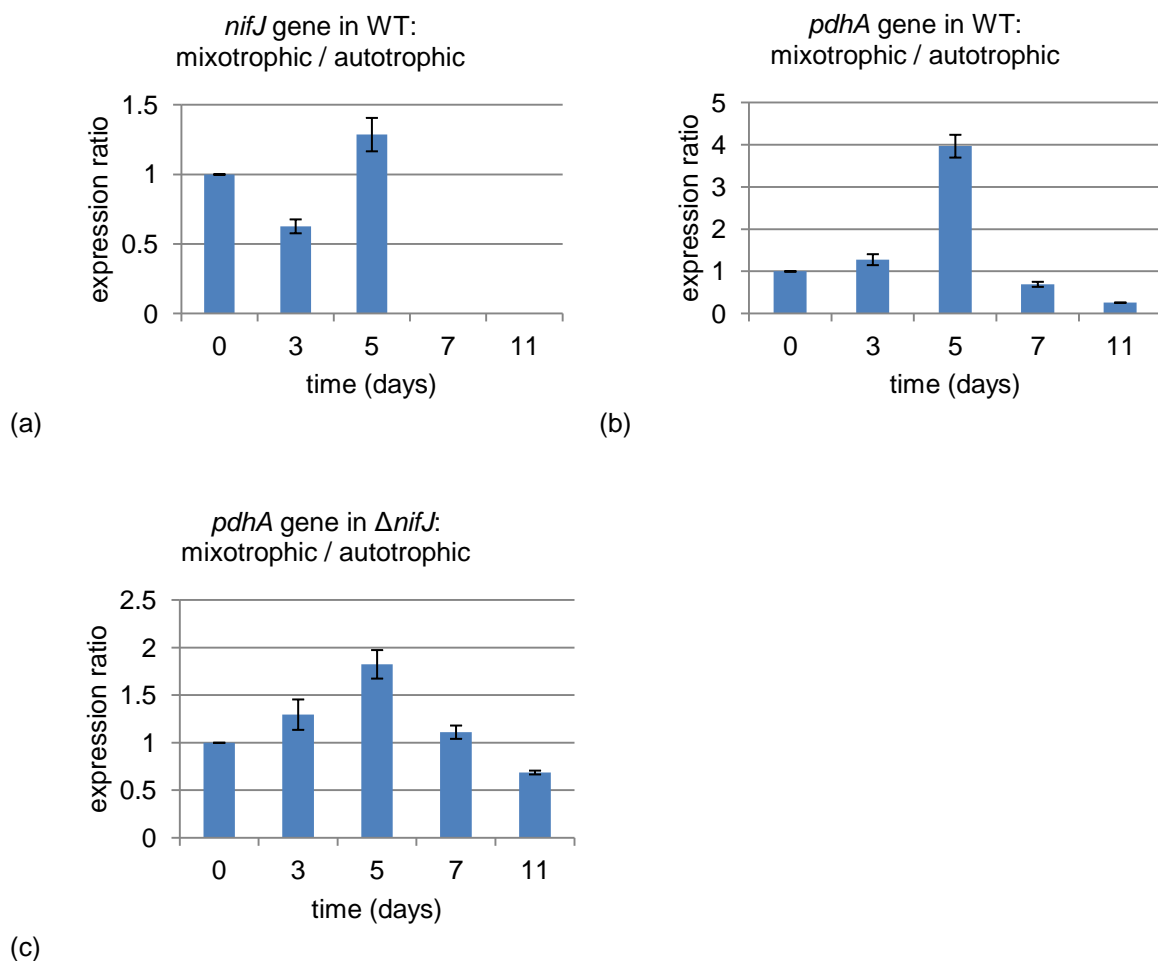 nifJ gene in WT:
mixotrophic / autotrophic
1.5
1
0.5
0
expression ratio
0 3 5 7 11
time (days)
(a)
pdhA gene in WT:
mixotrophic / autotrophic
5
4
3
2
1
0
expression ratio
0 3 5 7 11
time (days)
(b)
pdhA gene in ΔnifJ:
mixotrophic / autotrophic
2.5
2
1.5
1
0.5
0
expression ratio
0 3 5 7 11
time (days)
(c)